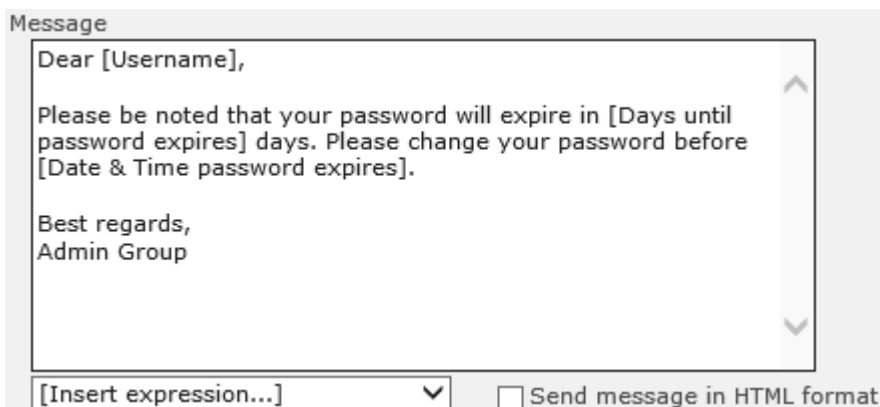 Message
Dear [Username],
Please be noted that your password will expire in [Days until
password expires] days. Please change your password before
[Date & Time password expires].
Best regards,
Admin Group
[Insert expression...]
Send message in HTML format